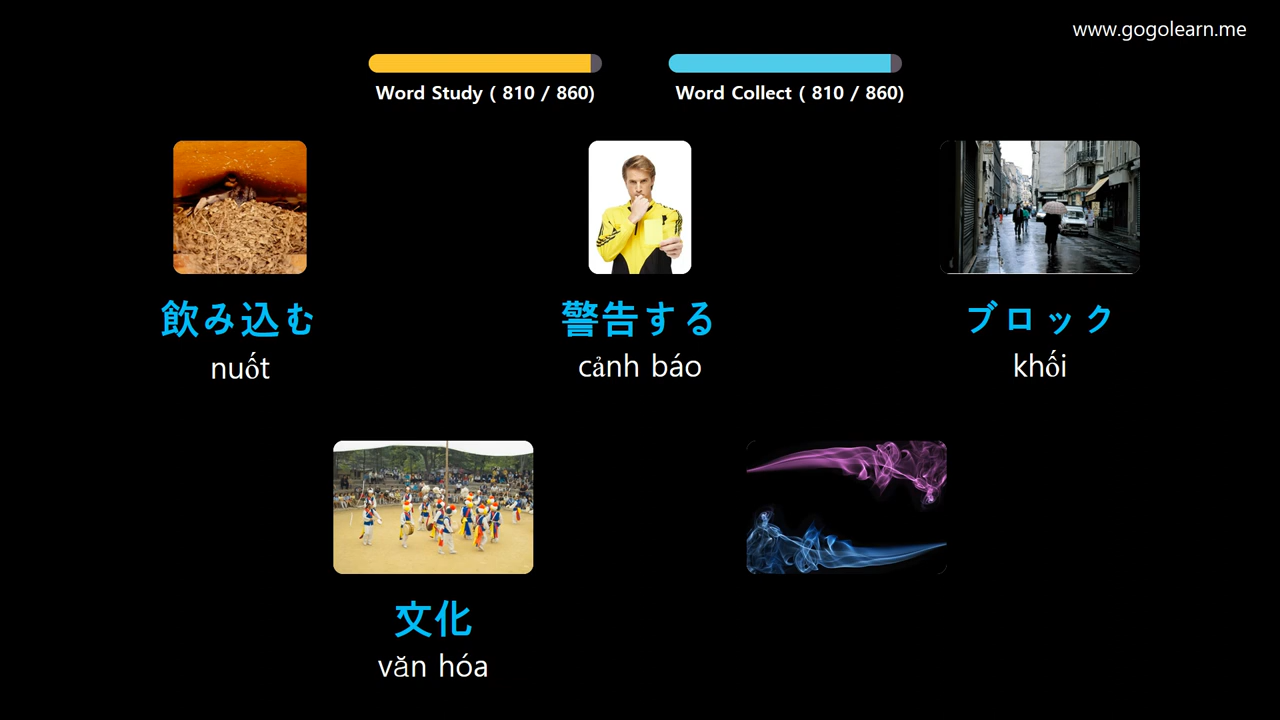 www.gogolearn.me
Word Study ( 810 / 860)
Word Collect ( 810 / 860)
飲み込む
nuốt
警告する
cảnh báo
ブロック
khối
文化
văn hóa